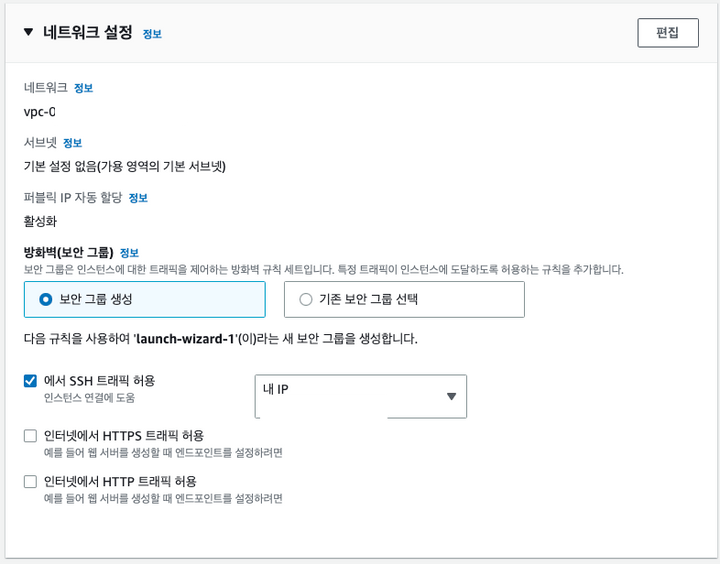 네트워크 설정 정보
편집
네트워크 정보
vpc-0
서브넷 정보
기본 설정 없음(가용 영역의 기본 서브넷)
퍼블릭 IP 자동 할당 정보
활성화
방화벽(보안 그룹) 정보
보안 그룹은 인스턴스에 대한 트래픽을 제어하는 방화벽 규칙 세트입니다. 특정 트래픽이 인스턴스에 도달하도록 허용하는 규칙을 추가합니다.
보안 그룹 생성
기존 보안 그룹 선택
다음 규칙을 사용하여 'launch-wizard-1'(이)라는 새 보안 그룹을 생성합니다.
에서 SSH 트래픽 허용
인스턴스 연결에 도움
내 IP
인터넷에서 HTTPS 트래픽 허용
예를 들어 웹 서버를 생성할 때 엔드포인트를 설정하려면
인터넷에서 HTTP 트래픽 허용
예를 들어 웹 서버를 생성할 때 엔드포인트를 설정하려면